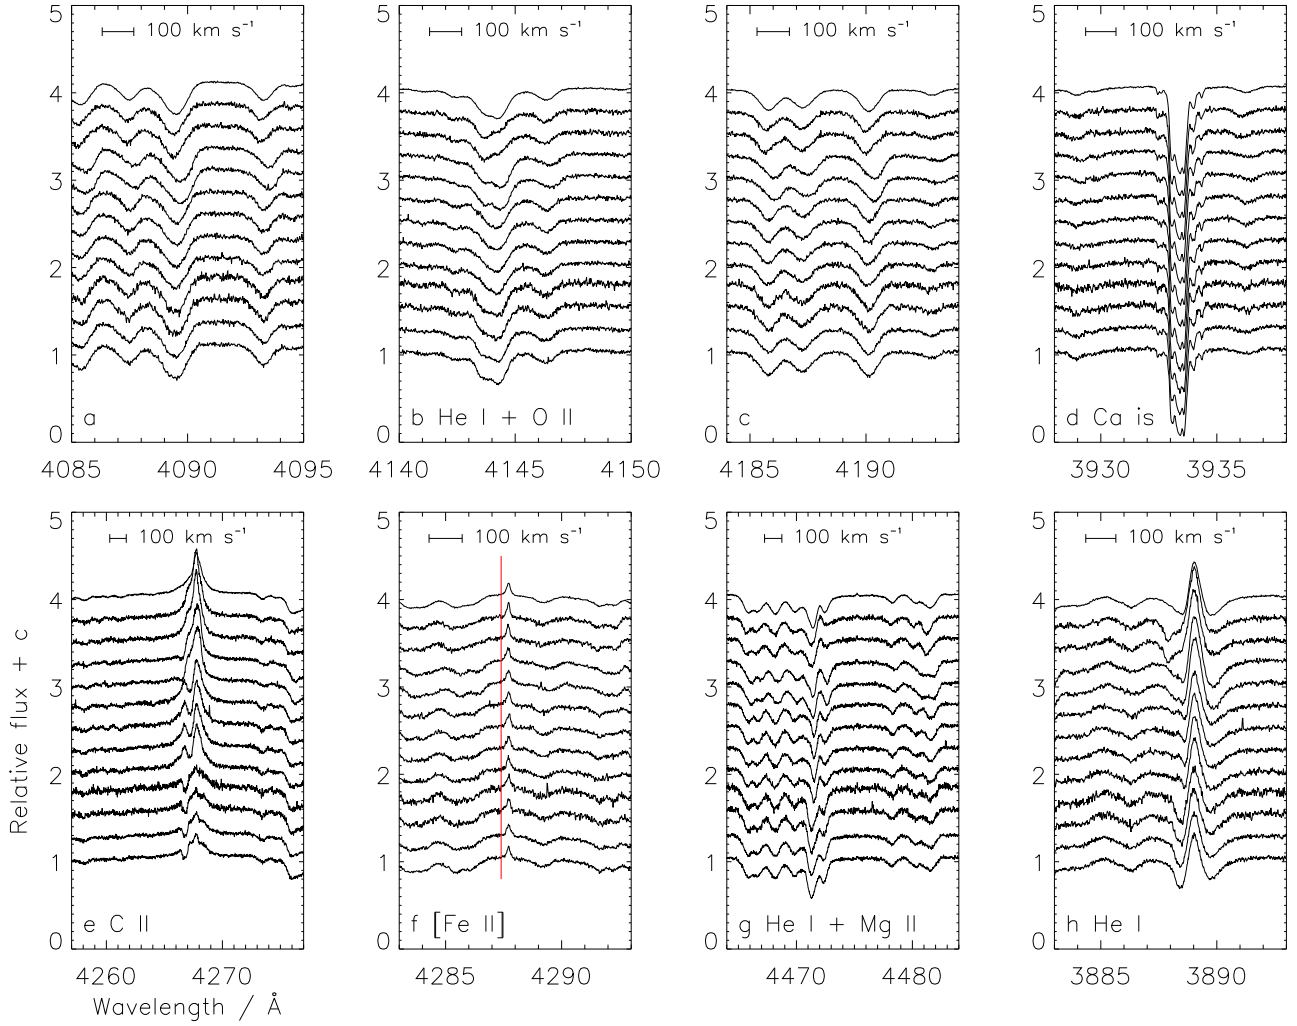 5 5 5 5
100 km s⁻¹ 100 km s⁻¹ 100 km s⁻¹ 100 km s⁻¹
4 4 4 4
3 3 3 3
2 2 2 2
1 1 1 1
a b He I + O II c d Ca is
0 0 0 0
4085 4090 4095 4140 4145 4150 4185 4190 3930 3935
5 5 5 5
100 km s⁻¹ 100 km s⁻¹ 100 km s⁻¹ 100 km s⁻¹
4 4 4 4
3 3 3 3
2 2 2 2
1 1 1 1
e C II f [Fe II] g He I + Mg II h He I
0 0 0 0
4260 4270 4285 4290 4470 4480 3885 3890
Relative flux + c
Wavelength / Å